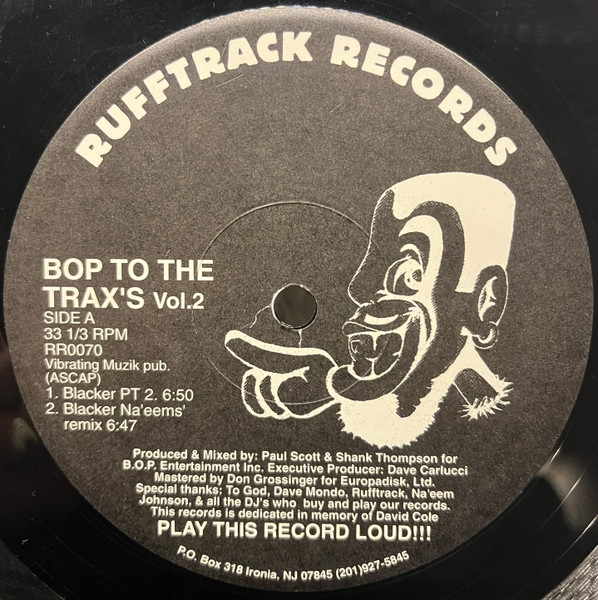 RUFFTRACK RECORDS
BOP TO THE
TRAX'S Vol.2
SIDE A
33 1/3 RPM
RR0070
Vibrating Muzik pub.
(ASCAP)
1. Blacker PT 2. 6:50
2. Blacker Na'eems'
remix 6:47
Produced & Mixed by: Paul Scott & Shank Thompson for
B.O.P. Entertainment Inc. Executive Producer: Dave Carlucci
Mastered by Don Grossinger for Europadisk, Ltd.
Special thanks: To God, Dave Mondo, Rufftrack, Na'eem
Johnson, & all the DJ's who buy and play our records.
This records is dedicated in memory of David Cole
PLAY THIS RECORD LOUD!!!
P.O. Box 318 Ironia, NJ 07845 (201)927-5845